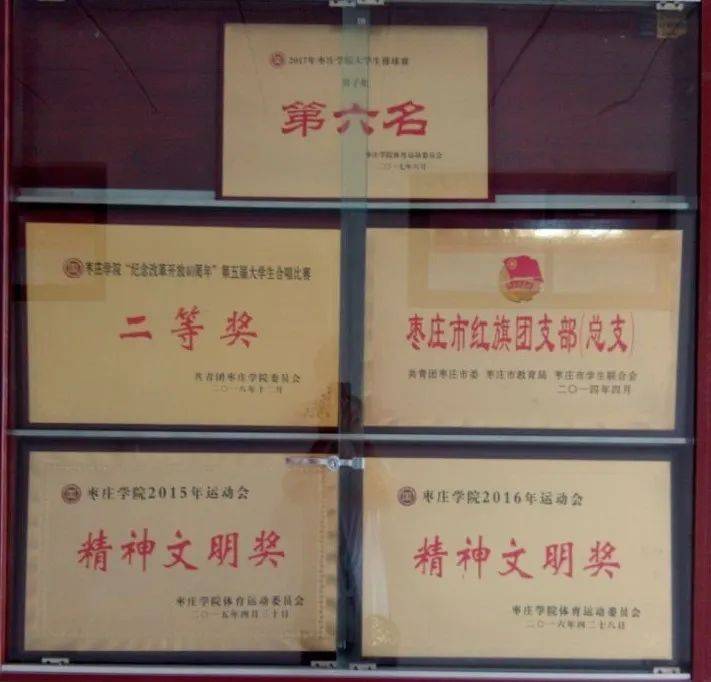 2017年枣庄学院大学生排球赛
男子组
第六名
枣庄学院体育运动委员会
二〇一七年六月
枣庄学院“纪念改革开放40周年”第五届大学生合唱比赛
二等奖
共青团枣庄学院委员会
二〇一八年十二月
枣庄市红旗团支部(总支)
共青团枣庄市委 枣庄市教育局 枣庄市学生联合会
二〇一四年四月
枣庄学院2015年运动会
精神文明奖
枣庄学院体育运动委员会
二〇一五年四月三十日
枣庄学院2016年运动会
精神文明奖
枣庄学院体育运动委员会
二〇一六年四二十八日